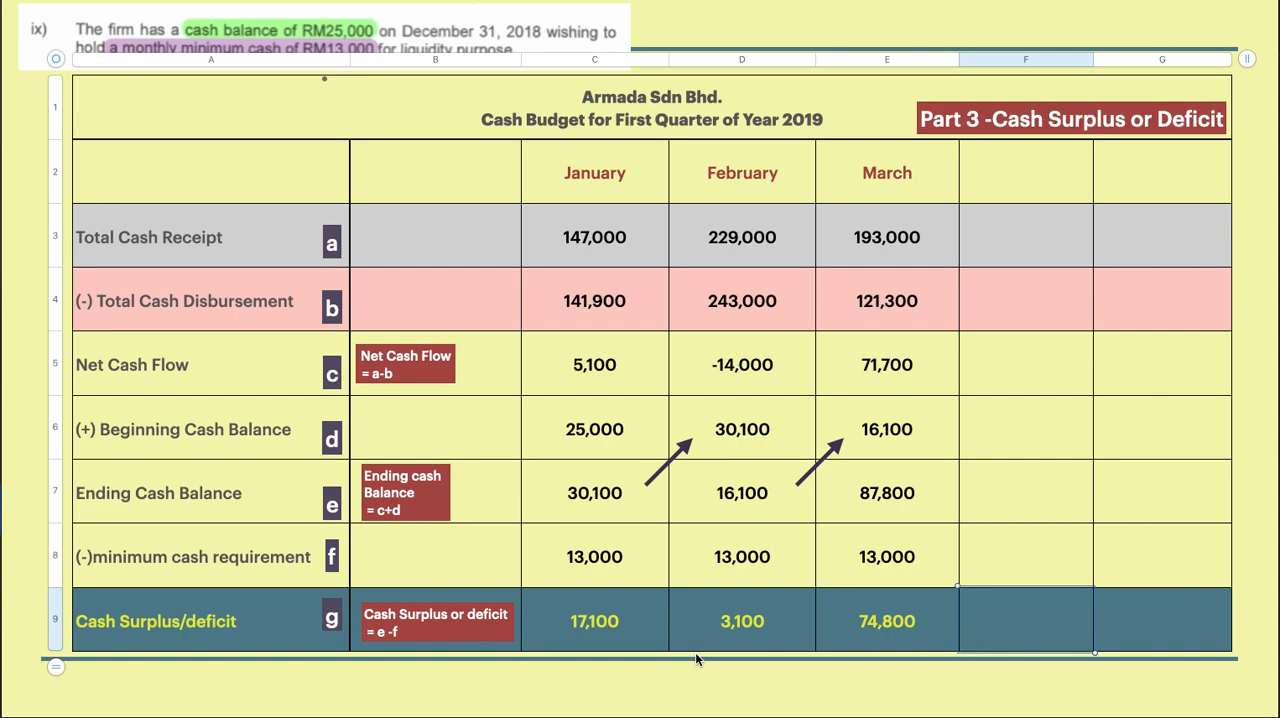 ix) The firm has a cash balance of RM25,000 on December 31, 2018 wishing to
hold a monthly minimum cash of RM13,000 for liquidity purpose.
A B C D E F G
1 Armada Sdn Bhd.
Cash Budget for First Quarter of Year 2019
Part 3 -Cash Surplus or Deficit
2 January February March
3 Total Cash Receipt a 147,000 229,000 193,000
4 (-) Total Cash Disbursement b 141,900 243,000 121,300
5 Net Cash Flow c Net Cash Flow 5,100 -14,000 71,700
= a-b
6 (+) Beginning Cash Balance d 25,000 30,100 16,100
Ending cash
7 Ending Cash Balance e Balance 30,100 16,100 87,800
= c+d
8 (-)minimum cash requirement f 13,000 13,000 13,000
9 Cash Surplus/deficit g Cash Surplus or deficit 17,100 3,100 74,800
= e -f